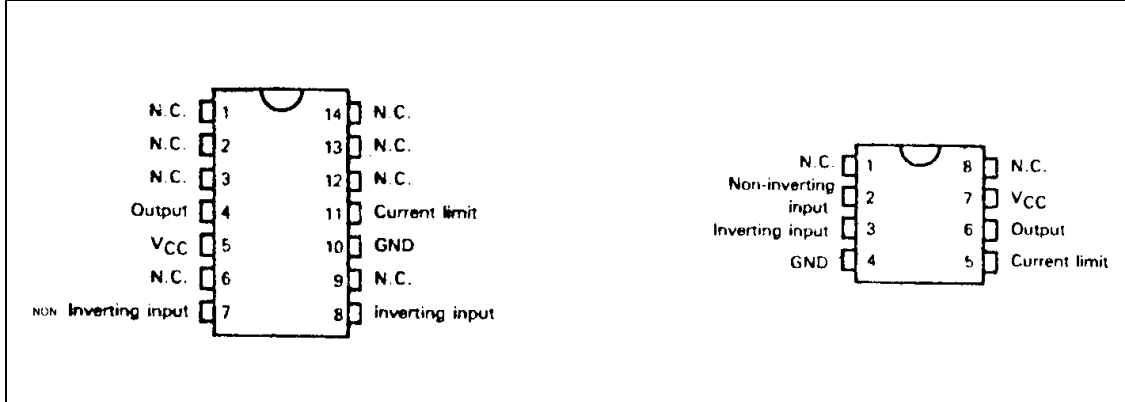 N.C. 1 14 N.C.
N.C. 2 13 N.C.
N.C. 3 12 N.C.
Output 4 11 Current limit
VCC 5 10 GND
N.C. 6 9 N.C.
NON Inverting input 7 8 inverting input
N.C. 1 8 N.C.
Non-inverting
input 2 7 VCC
Inverting input 3 6 Output
GND 4 5 Current limit